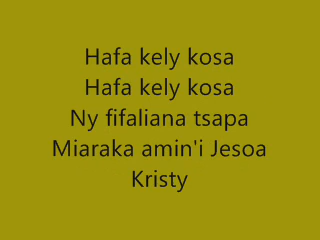 Hafa kely kosa
Hafa kely kosa
Ny fifaliana tsapa
Miaraka amin'i Jesoa
Kristy